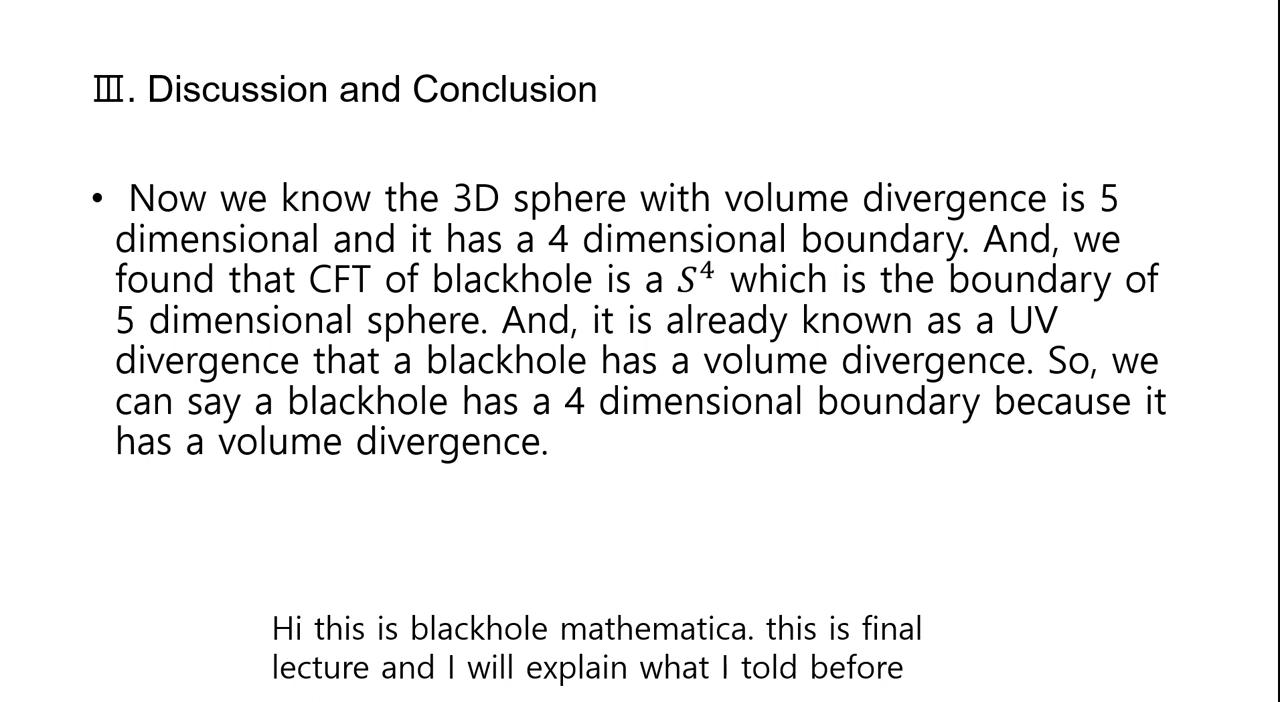 Ⅲ. Discussion and Conclusion
• Now we know the 3D sphere with volume divergence is 5
dimensional and it has a 4 dimensional boundary. And, we
found that CFT of blackhole is a 𝑆⁴ which is the boundary of
5 dimensional sphere. And, it is already known as a UV
divergence that a blackhole has a volume divergence. So, we
can say a blackhole has a 4 dimensional boundary because it
has a volume divergence.
Hi this is blackhole mathematica. this is final
lecture and I will explain what I told before